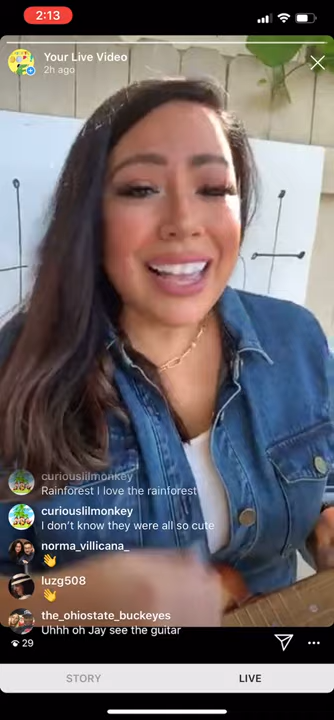 2:13
Your Live Video
2h ago
curiouslilmonkey
Rainforest I love the rainforest
curiouslilmonkey
I don't know they were all so cute
norma_villicana_
👋
luzg508
👋
the_ohiostate_buckeyes
Uhhh oh Jay see the guitar
29
STORY
LIVE